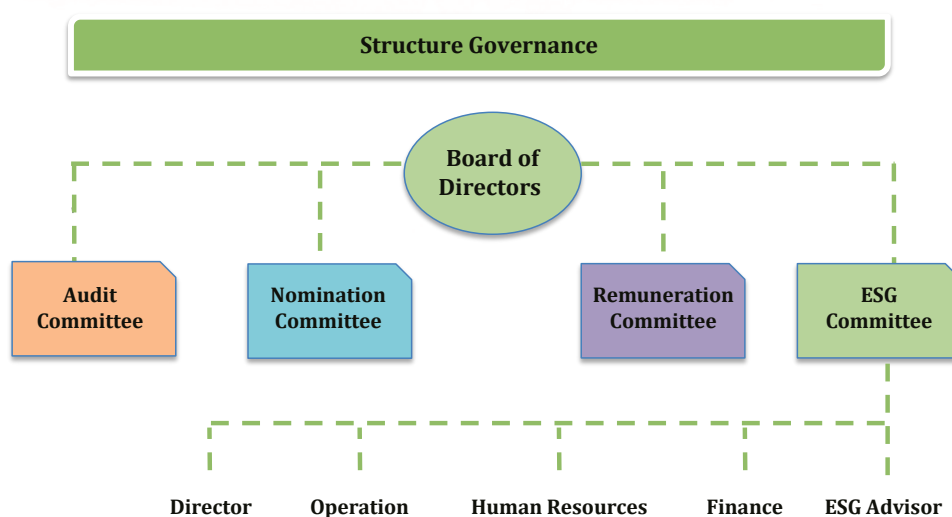 Structure Governance
Board of
Directors
Audit
Committee
Nomination
Committee
Remuneration
Committee
ESG
Committee
Director
Operation
Human Resources
Finance
ESG Advisor